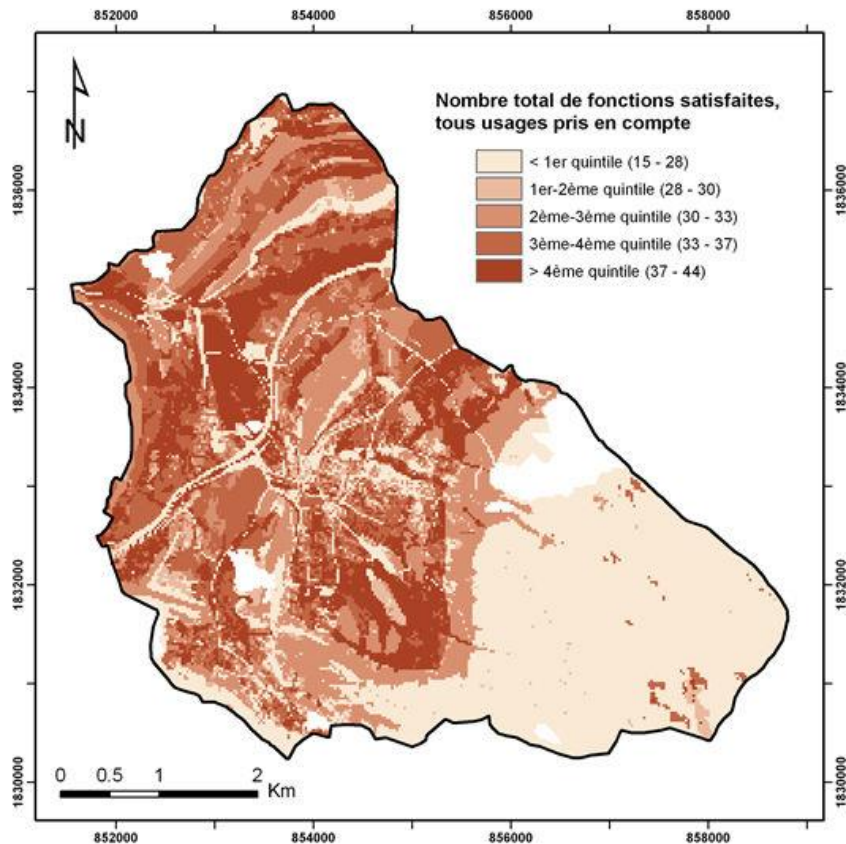 852000 854000 856000 858000
N
Nombre total de fonctions satisfaites,
tous usages pris en compte
< 1er quintile (15 - 28)
1er-2ème quintile (28 - 30)
2ème-3ème quintile (30 - 33)
3ème-4ème quintile (33 - 37)
> 4ème quintile (37 - 44)
1836000 1836000
1834000 1834000
1832000 1832000
1830000 1830000
0 0.5 1 2
Km
852000 854000 856000 858000